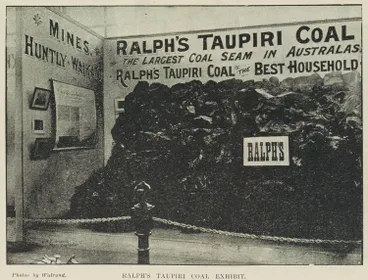 MINES,
HUNTLY
RALPH'S TAUPIRI COAL
THE LARGEST COAL SEAM IN AUSTRALAS
RALPH'S TAUPIRI COAL THE BEST HOUSEHOLD
RALPH'S
Photo: by Walrond.
RALPH'S TAUPIRI COAL EXHIBIT.